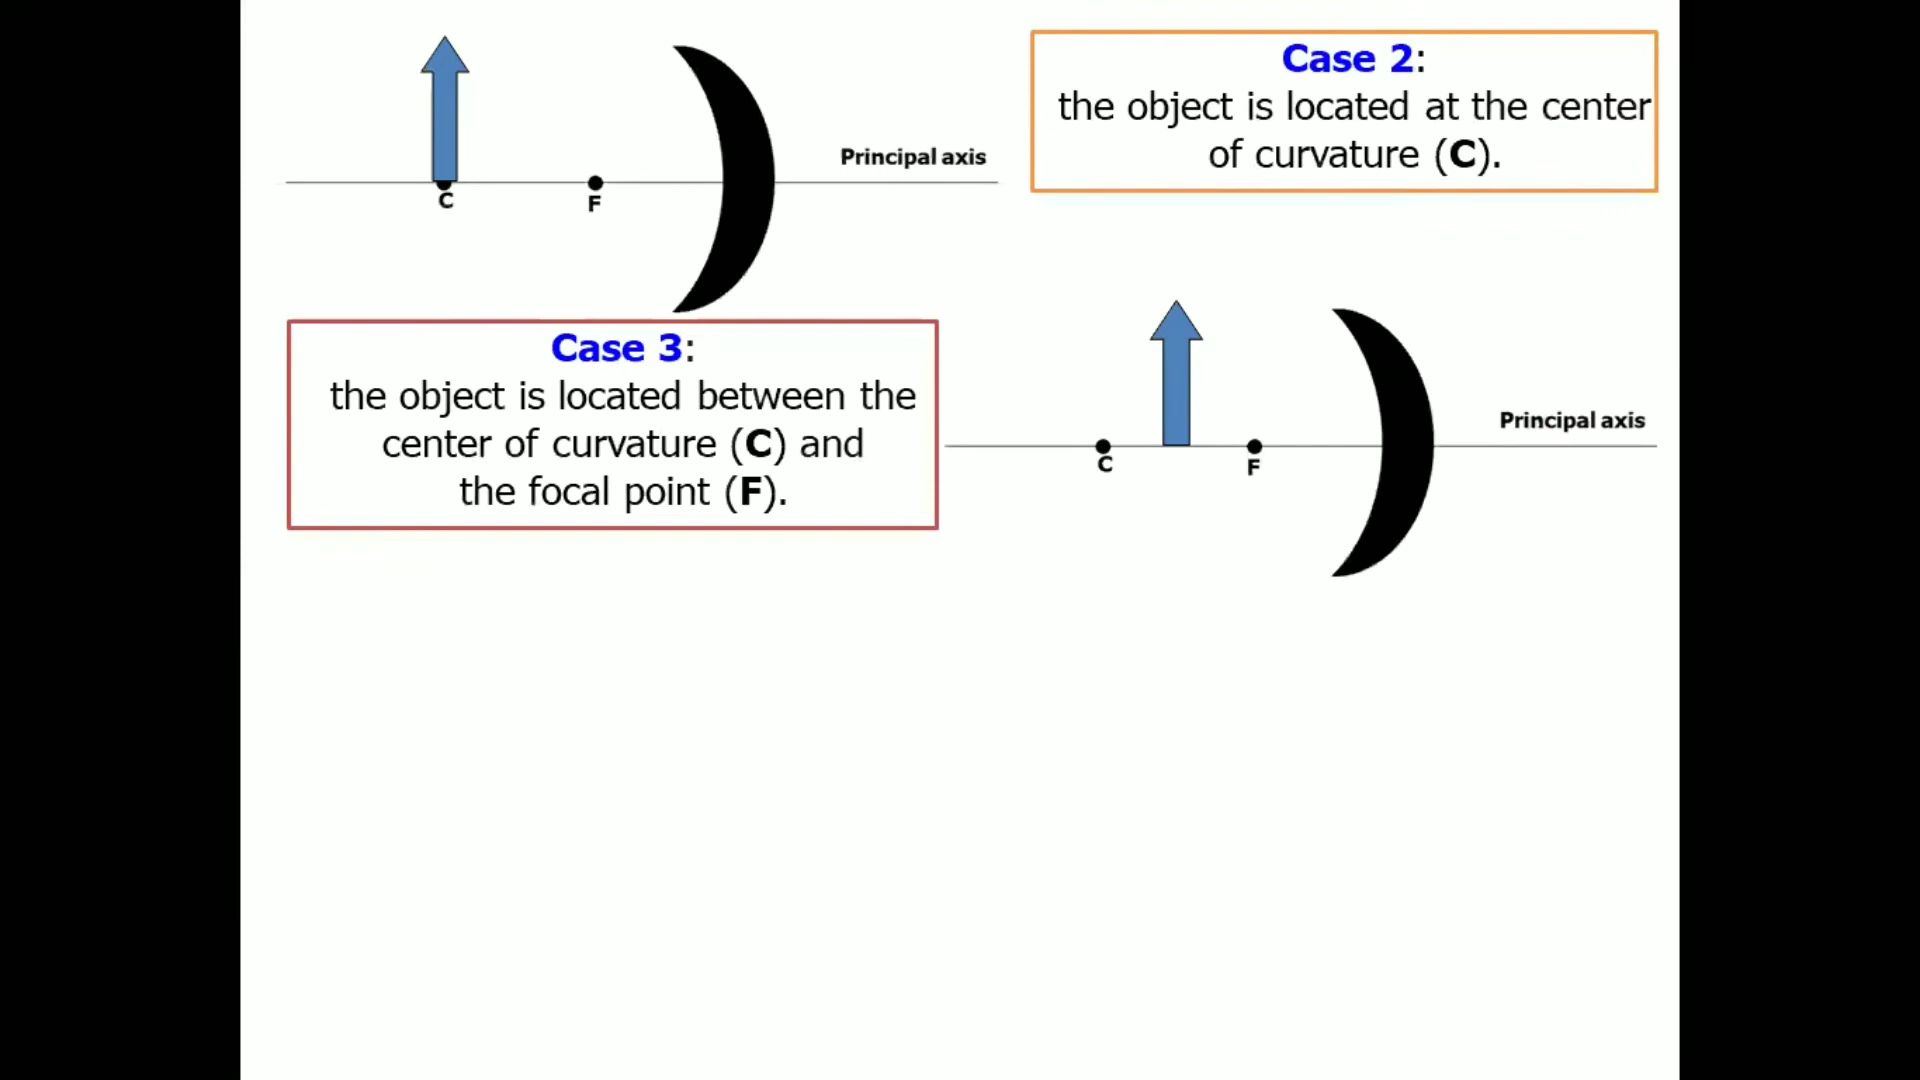 Case 2:
the object is located at the center
of curvature (C).
Principal axis
C
F
Case 3:
the object is located between the
center of curvature (C) and
the focal point (F).
Principal axis
C
F